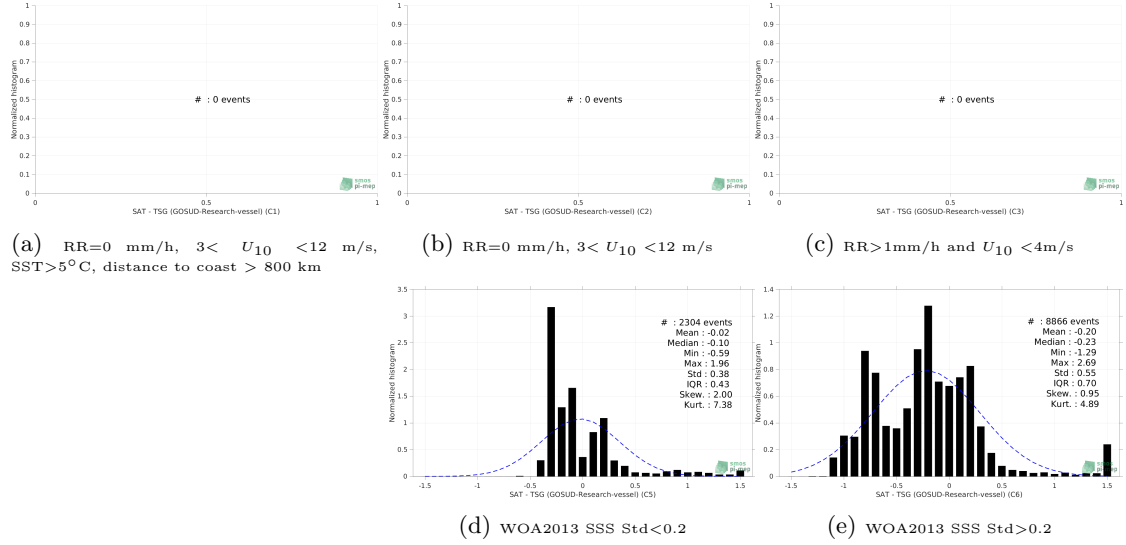 1
0.9
0.8
0.7
0.6
0.5
0.4
0.3
0.2
0.1
0
Normalized histogram
# : 0 events
0 0.5 1
SAT - TSG (GOSUD-Research-vessel) (C1)
smos
pi-mep
(a) RR=0 mm/h, 3< U10 <12 m/s,
SST>5°C, distance to coast > 800 km
1
0.9
0.8
0.7
0.6
0.5
0.4
0.3
0.2
0.1
0
Normalized histogram
# : 0 events
0 0.5 1
SAT - TSG (GOSUD-Research-vessel) (C2)
smos
pi-mep
(b) RR=0 mm/h, 3< U10 <12 m/s
1
0.9
0.8
0.7
0.6
0.5
0.4
0.3
0.2
0.1
0
Normalized histogram
# : 0 events
0 0.5 1
SAT - TSG (GOSUD-Research-vessel) (C3)
smos
pi-mep
(c) RR>1mm/h and U10 <4m/s
3.5
3
2.5
2
1.5
1
0.5
0
Normalized histogram
# : 2304 events
Mean : -0.02
Median : -0.10
Min : -0.59
Max : 1.96
Std : 0.38
IQR : 0.43
Skew. : 2.00
Kurt. : 7.38
smos
pi-mep
-1.5 -1 -0.5 0 0.5 1 1.5
SAT - TSG (GOSUD-Research-vessel) (C5)
(d) WOA2013 SSS Std<0.2
1.4
1.2
1
0.8
0.6
0.4
0.2
0
Normalized histogram
# : 8866 events
Mean : -0.20
Median : -0.23
Min : -1.29
Max : 2.69
Std : 0.55
IQR : 0.70
Skew. : 0.95
Kurt. : 4.89
smos
pi-mep
-1.5 -1 -0.5 0 0.5 1 1.5
SAT - TSG (GOSUD-Research-vessel) (C6)
(e) WOA2013 SSS Std>0.2